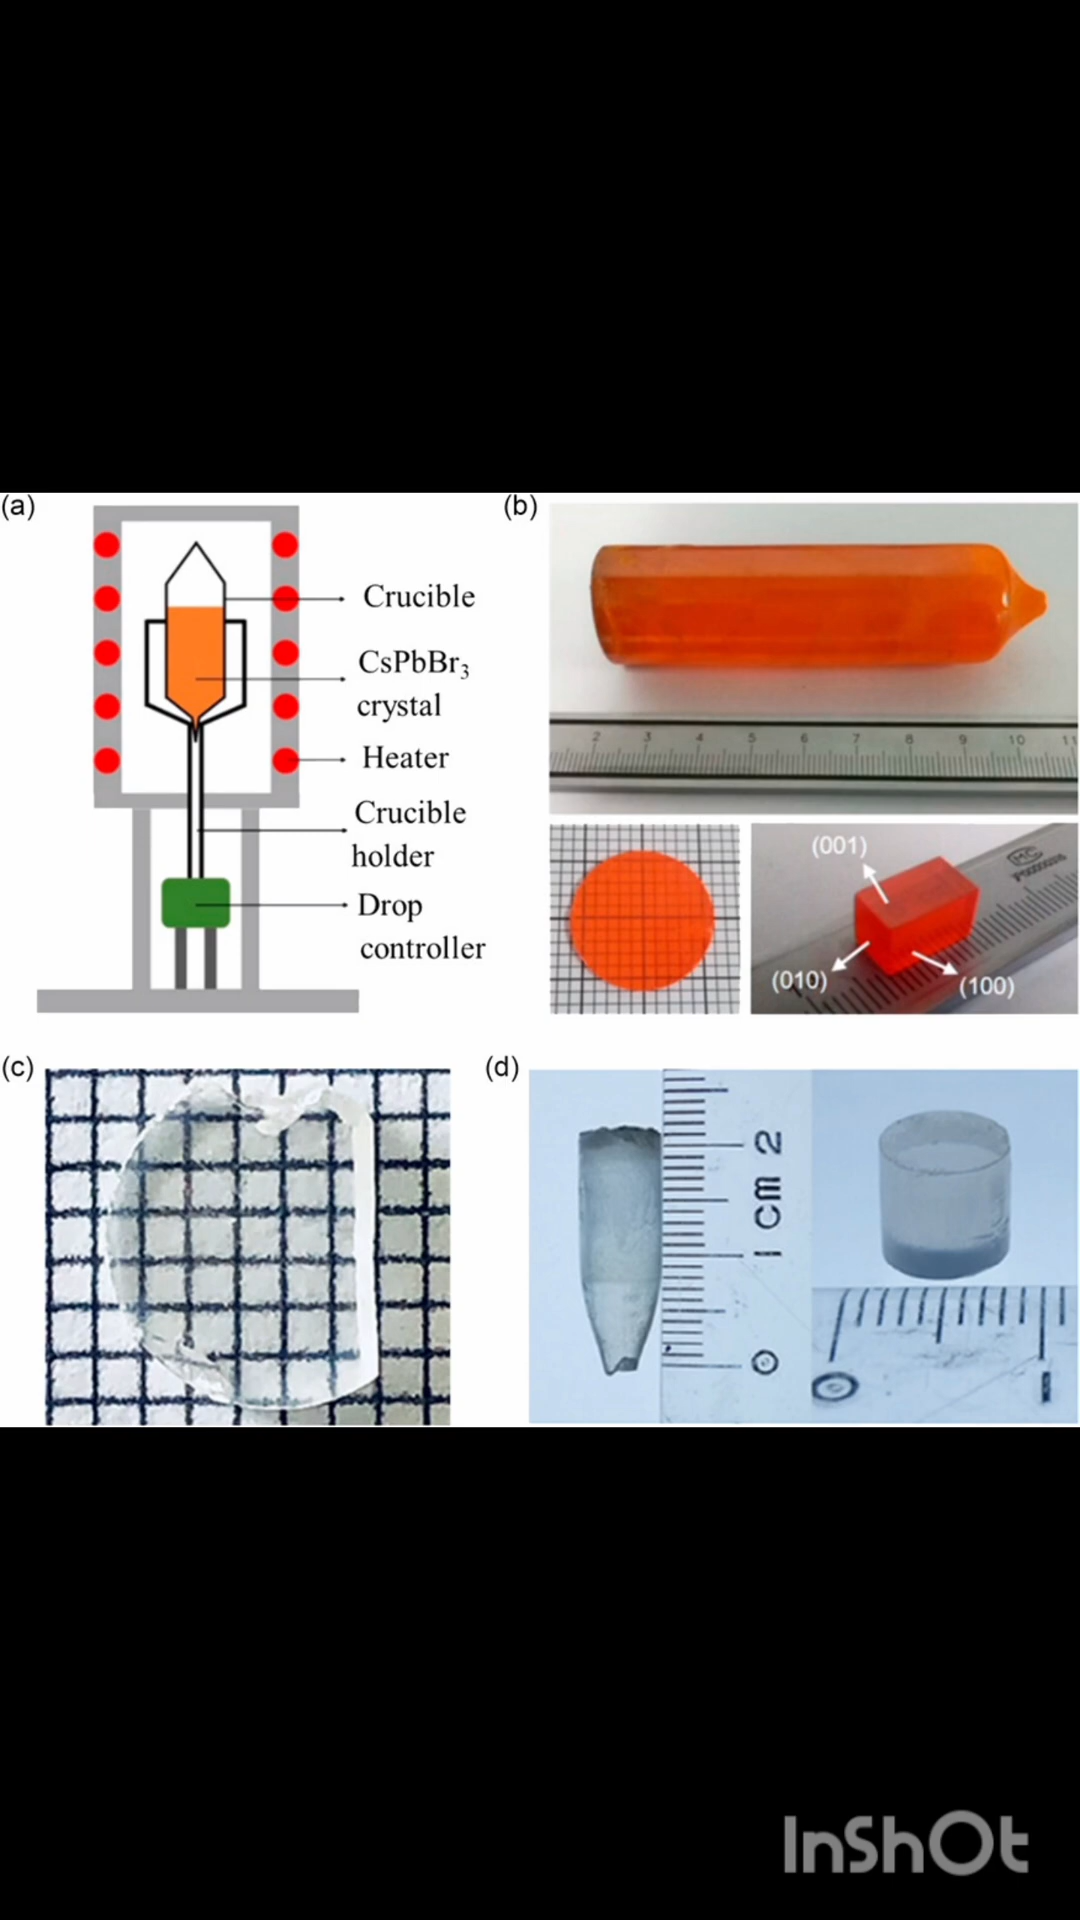 (a)
Crucible
CsPbBr₃
crystal
Heater
Crucible
holder
Drop
controller
(b)
2 3 4 5 6 7 8 9 10 11
(001)
(010)
(100)
MC
(c)
(d)
0 1 cm 2
0 1
InShOt